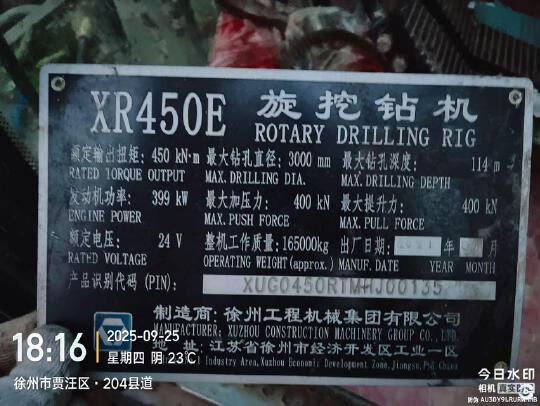 XR450E 旋挖钻机
ROTARY DRILLING RIG
额定输出扭矩: 450 kN·m 最大钻孔直径: 3000 mm 最大钻孔深度: 114 m
RATED TORQUE OUTPUT MAX.DRILLING DIA. MAX.DRILLING DEPTH
发动机功率: 399 kW 最大加压力: 400 kN 最大提升力: 400 kN
ENGINE POWER MAX.PUSH FORCE MAX.PULL FORCE
额定电压: 24 V 整机工作质量: 165000kg 出厂日期: 年 月
RATED VOLTAGE OPERATING WEIGHT(approx.) MANUF. DATE YEAR MONTH
产品识别代码 (PIN): XUG0450RTMHJ00135
制造商: 徐州工程机械集团有限公司
MANUFACTURER: XUZHOU CONSTRUCTION MACHINERY GROUP CO.,LTD.
地 址: 江苏省徐州市经济开发区工业一区
Industry Area, Xuzhou Economic Development Zone, Jiangsu,
18:16
2025-09-25
星期四 阴 23℃
徐州市贾汪区·204县道
今日水印
相机 真实
防伪